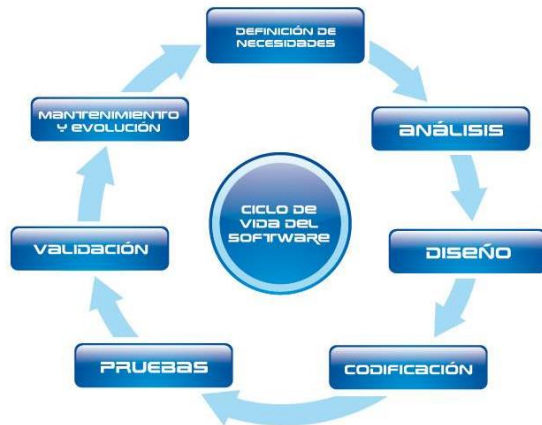 DEFINICIÓN DE
NECESIDADES
ANÁLISIS
DISEÑO
CODIFICACIÓN
PRUEBAS
VALIDACIÓN
MANTENIMIENTO
Y EVOLUCIÓN
CICLO DE
VIDA DEL
SOFTWARE